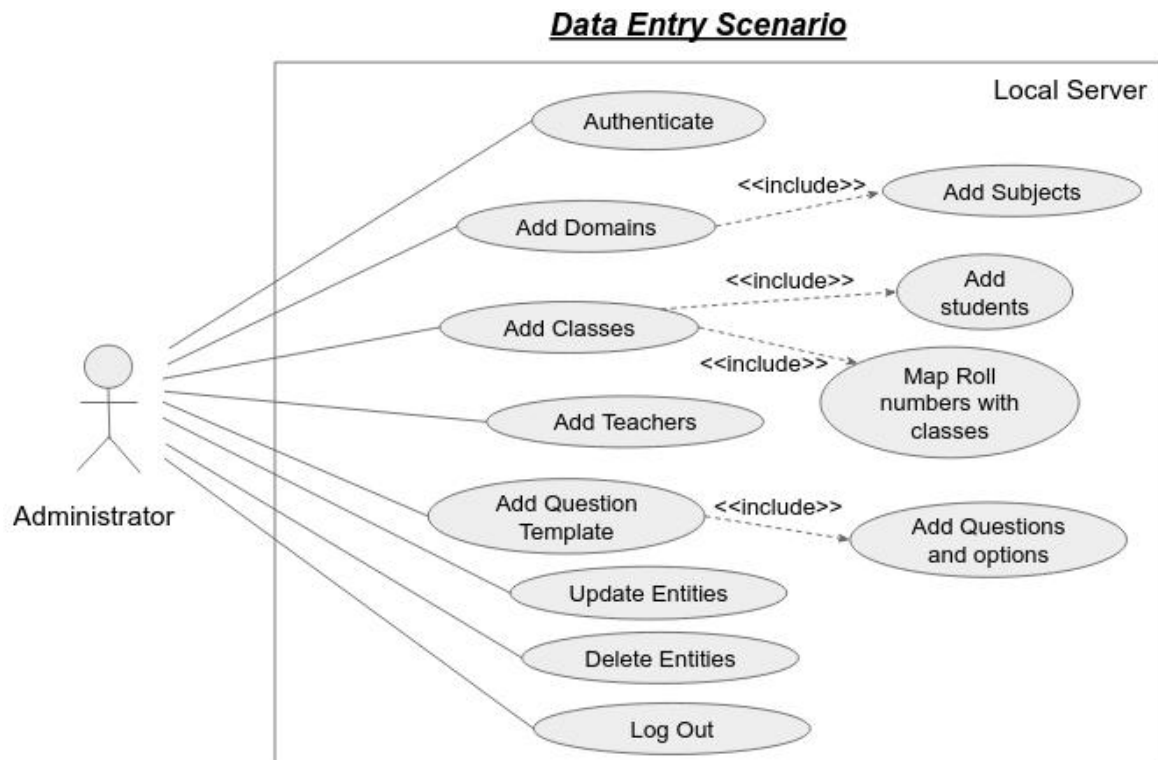 Data Entry Scenario
Local Server
Authenticate
<<include>>
Add Subjects
Add Domains
<<include>>
Add
students
Add Classes
<<include>>
Map Roll
numbers with
classes
Add Teachers
Administrator
Add Question
Template
<<include>>
Add Questions
and options
Update Entities
Delete Entities
Log Out